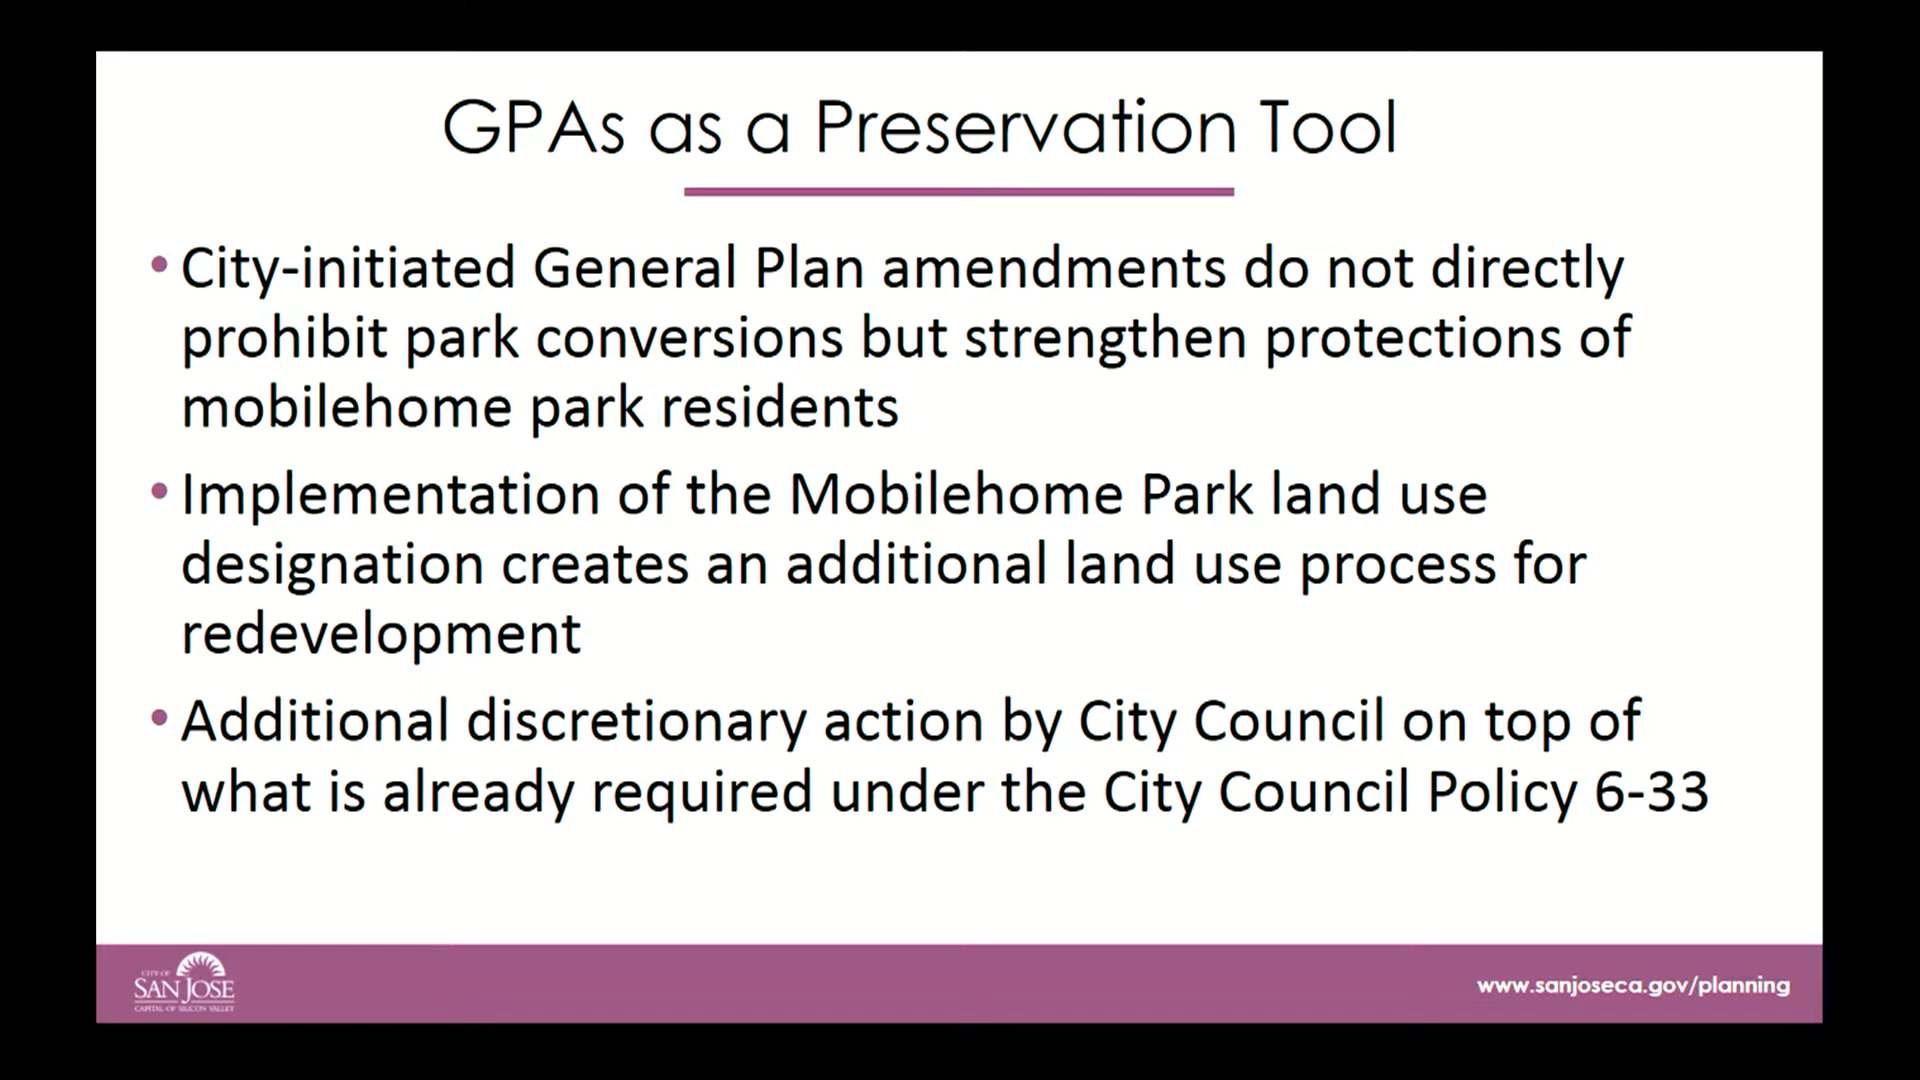 GPAs as a Preservation Tool
• City-initiated General Plan amendments do not directly
prohibit park conversions but strengthen protections of
mobilehome park residents
• Implementation of the Mobilehome Park land use
designation creates an additional land use process for
redevelopment
• Additional discretionary action by City Council on top of
what is already required under the City Council Policy 6-33
CITY OF
SAN JOSE
CAPITAL OF SILICON VALLEY
www.sanjoseca.gov/planning